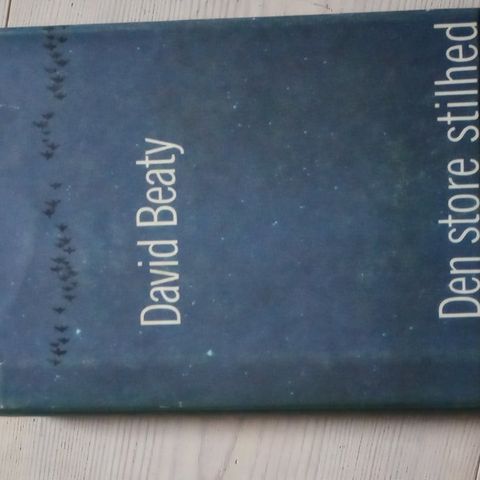 David Beaty
Den store stilhed